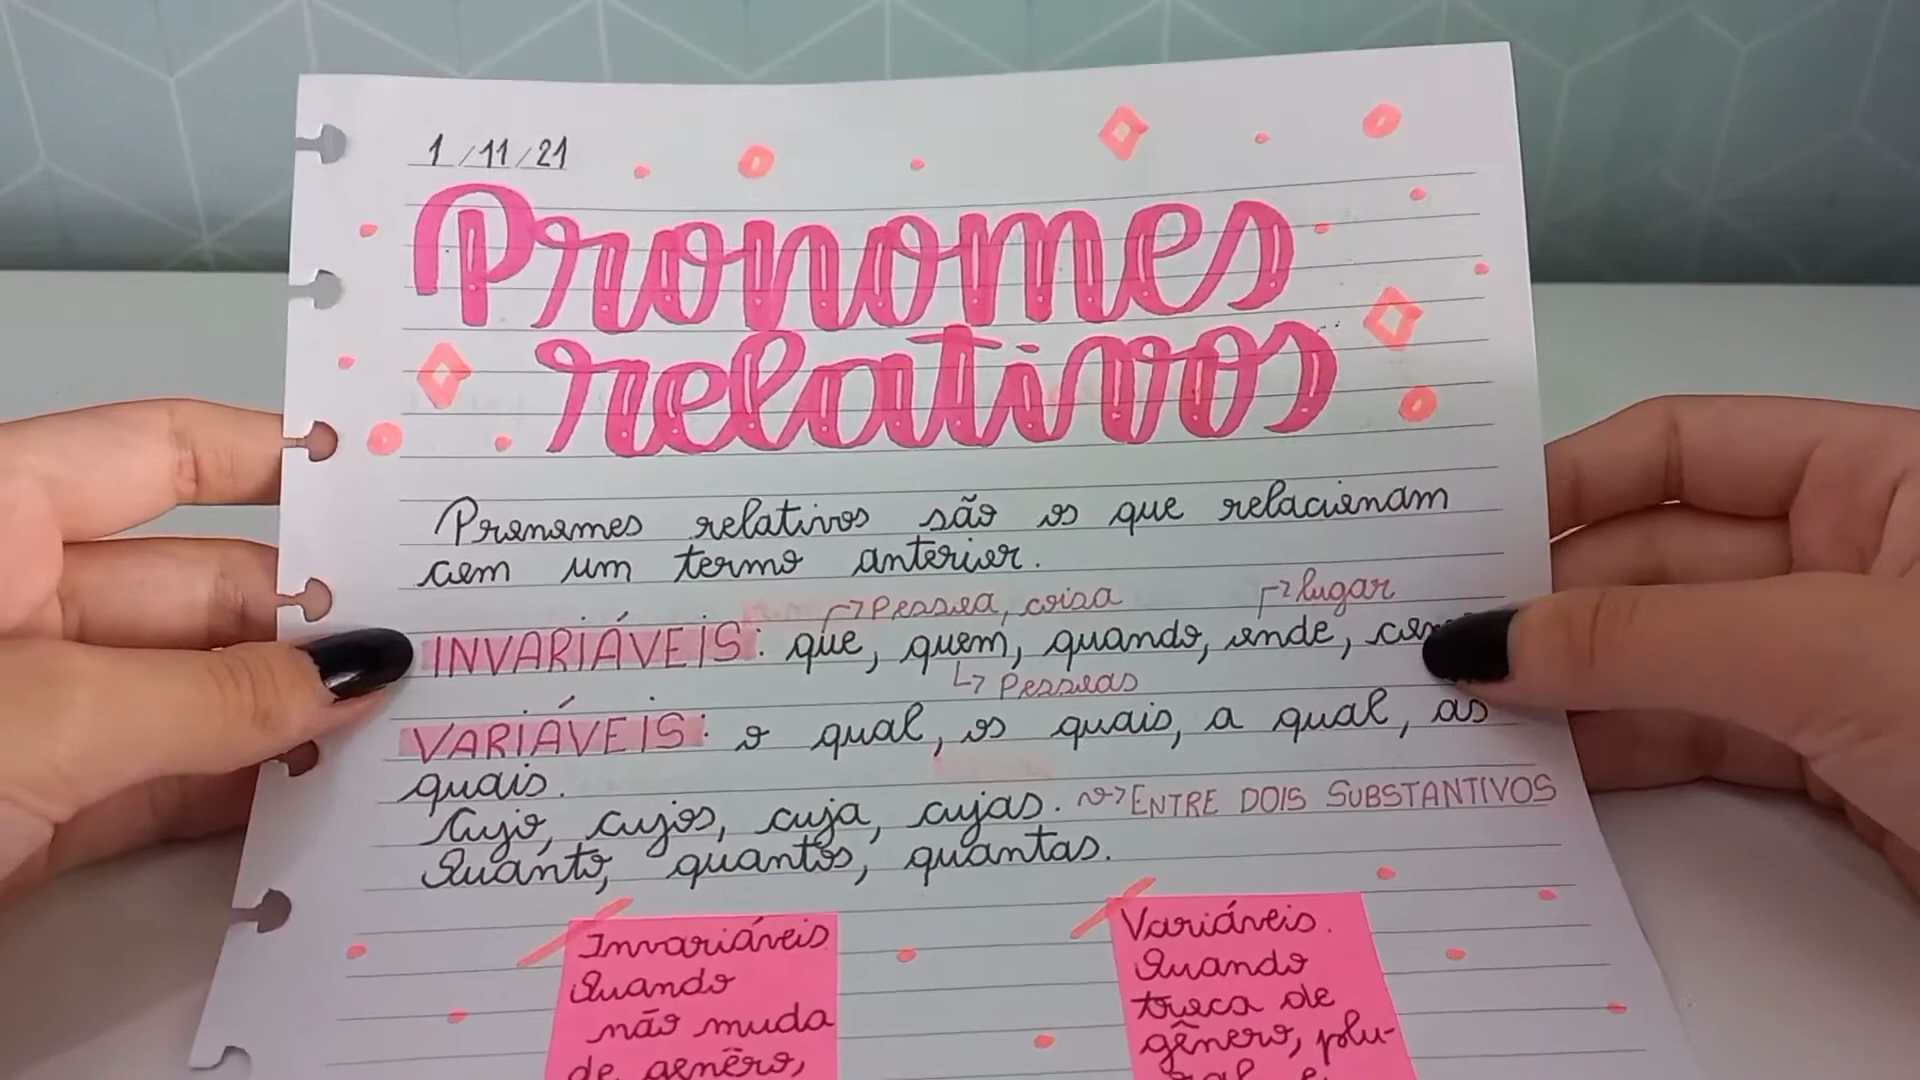 1/11/21
Pronomes
relativos
Pronomes relativos são os que relacionam
com um termo anterior.
↱Pessoa, coisa ↱lugar
INVARIÁVEIS: que, quem, quando, onde,
↳ Pessoas
VARIÁVEIS: o qual, os quais, a qual, as
quais.
Cujo, cujos, cuja, cujas. ↝ENTRE DOIS SUBSTANTIVOS
Quanto, quantos, quantas.
Invariáveis
Quando
não muda
de genêro,
Variáveis.
Quando
troca de
gênero, plu-